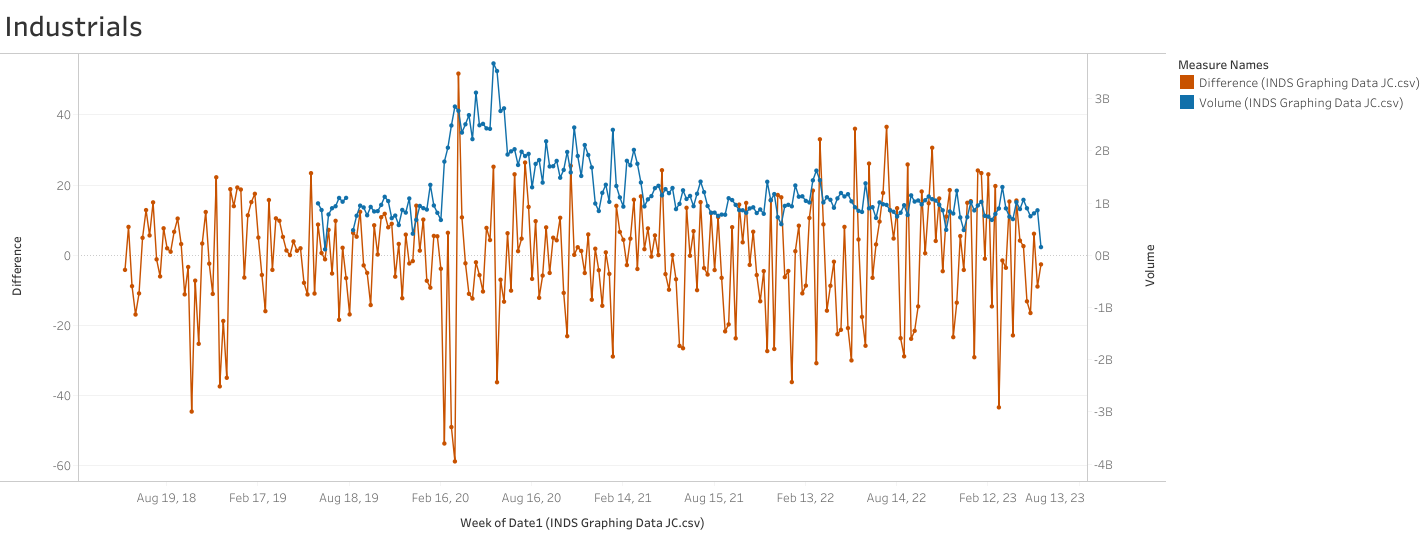 Industrials
Measure Names
Difference (INDS Graphing Data JC.csv)
Volume (INDS Graphing Data JC.csv)
Difference
40
20
0
-20
-40
-60
3B
2B
1B
0B
-1B
-2B
-3B
-4B
Volume
Aug 19, 18 Feb 17, 19 Aug 18, 19 Feb 16, 20 Aug 16, 20 Feb 14, 21 Aug 15, 21 Feb 13, 22 Aug 14, 22 Feb 12, 23 Aug 13, 23
Week of Date1 (INDS Graphing Data JC.csv)